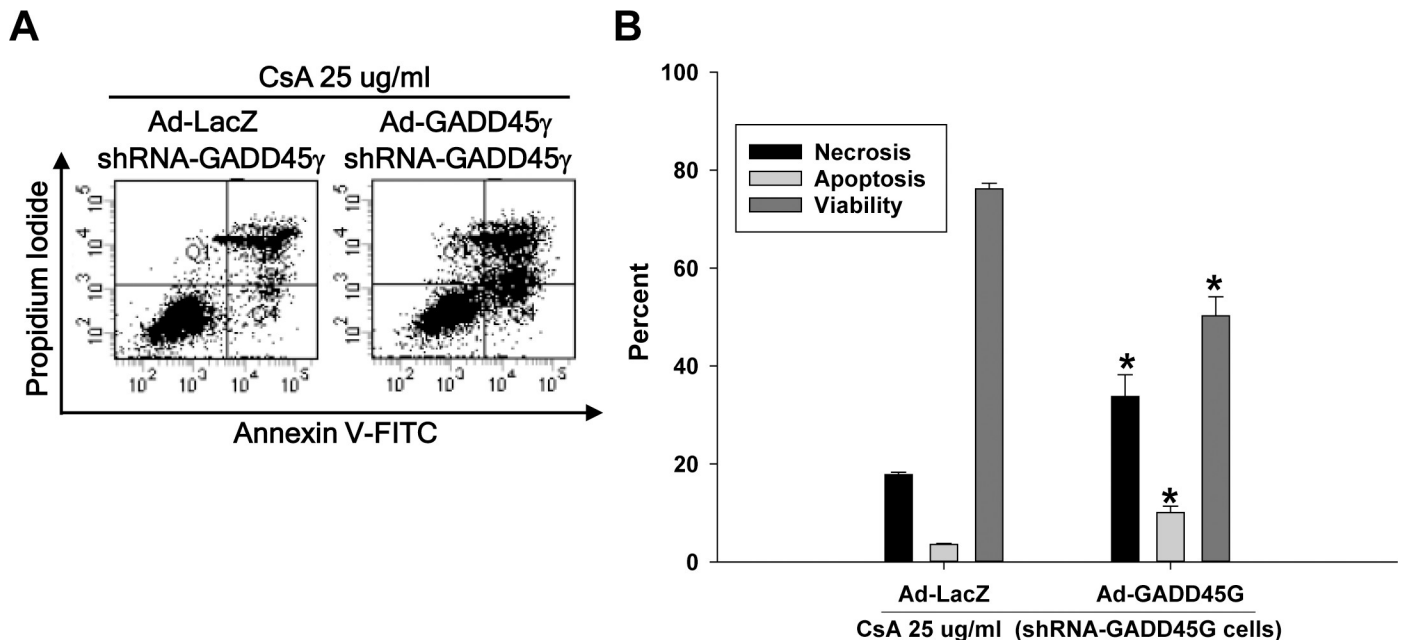 A
CsA 25 ug/ml
Ad-LacZ Ad-GADD45γ
shRNA-GADD45γ shRNA-GADD45γ
Propidium Iodide
10^5 10^5
10^4 10^4
Q1
10^3 10^3
Q4
10^2 10^2
10^2 10^3 10^4 10^5 10^2 10^3 10^4 10^5
Annexin V-FITC
B
100
80
60
40
20
0
Percent
Necrosis
Apoptosis
Viability
*
*
*
Ad-LacZ Ad-GADD45G
CsA 25 ug/ml (shRNA-GADD45G cells)